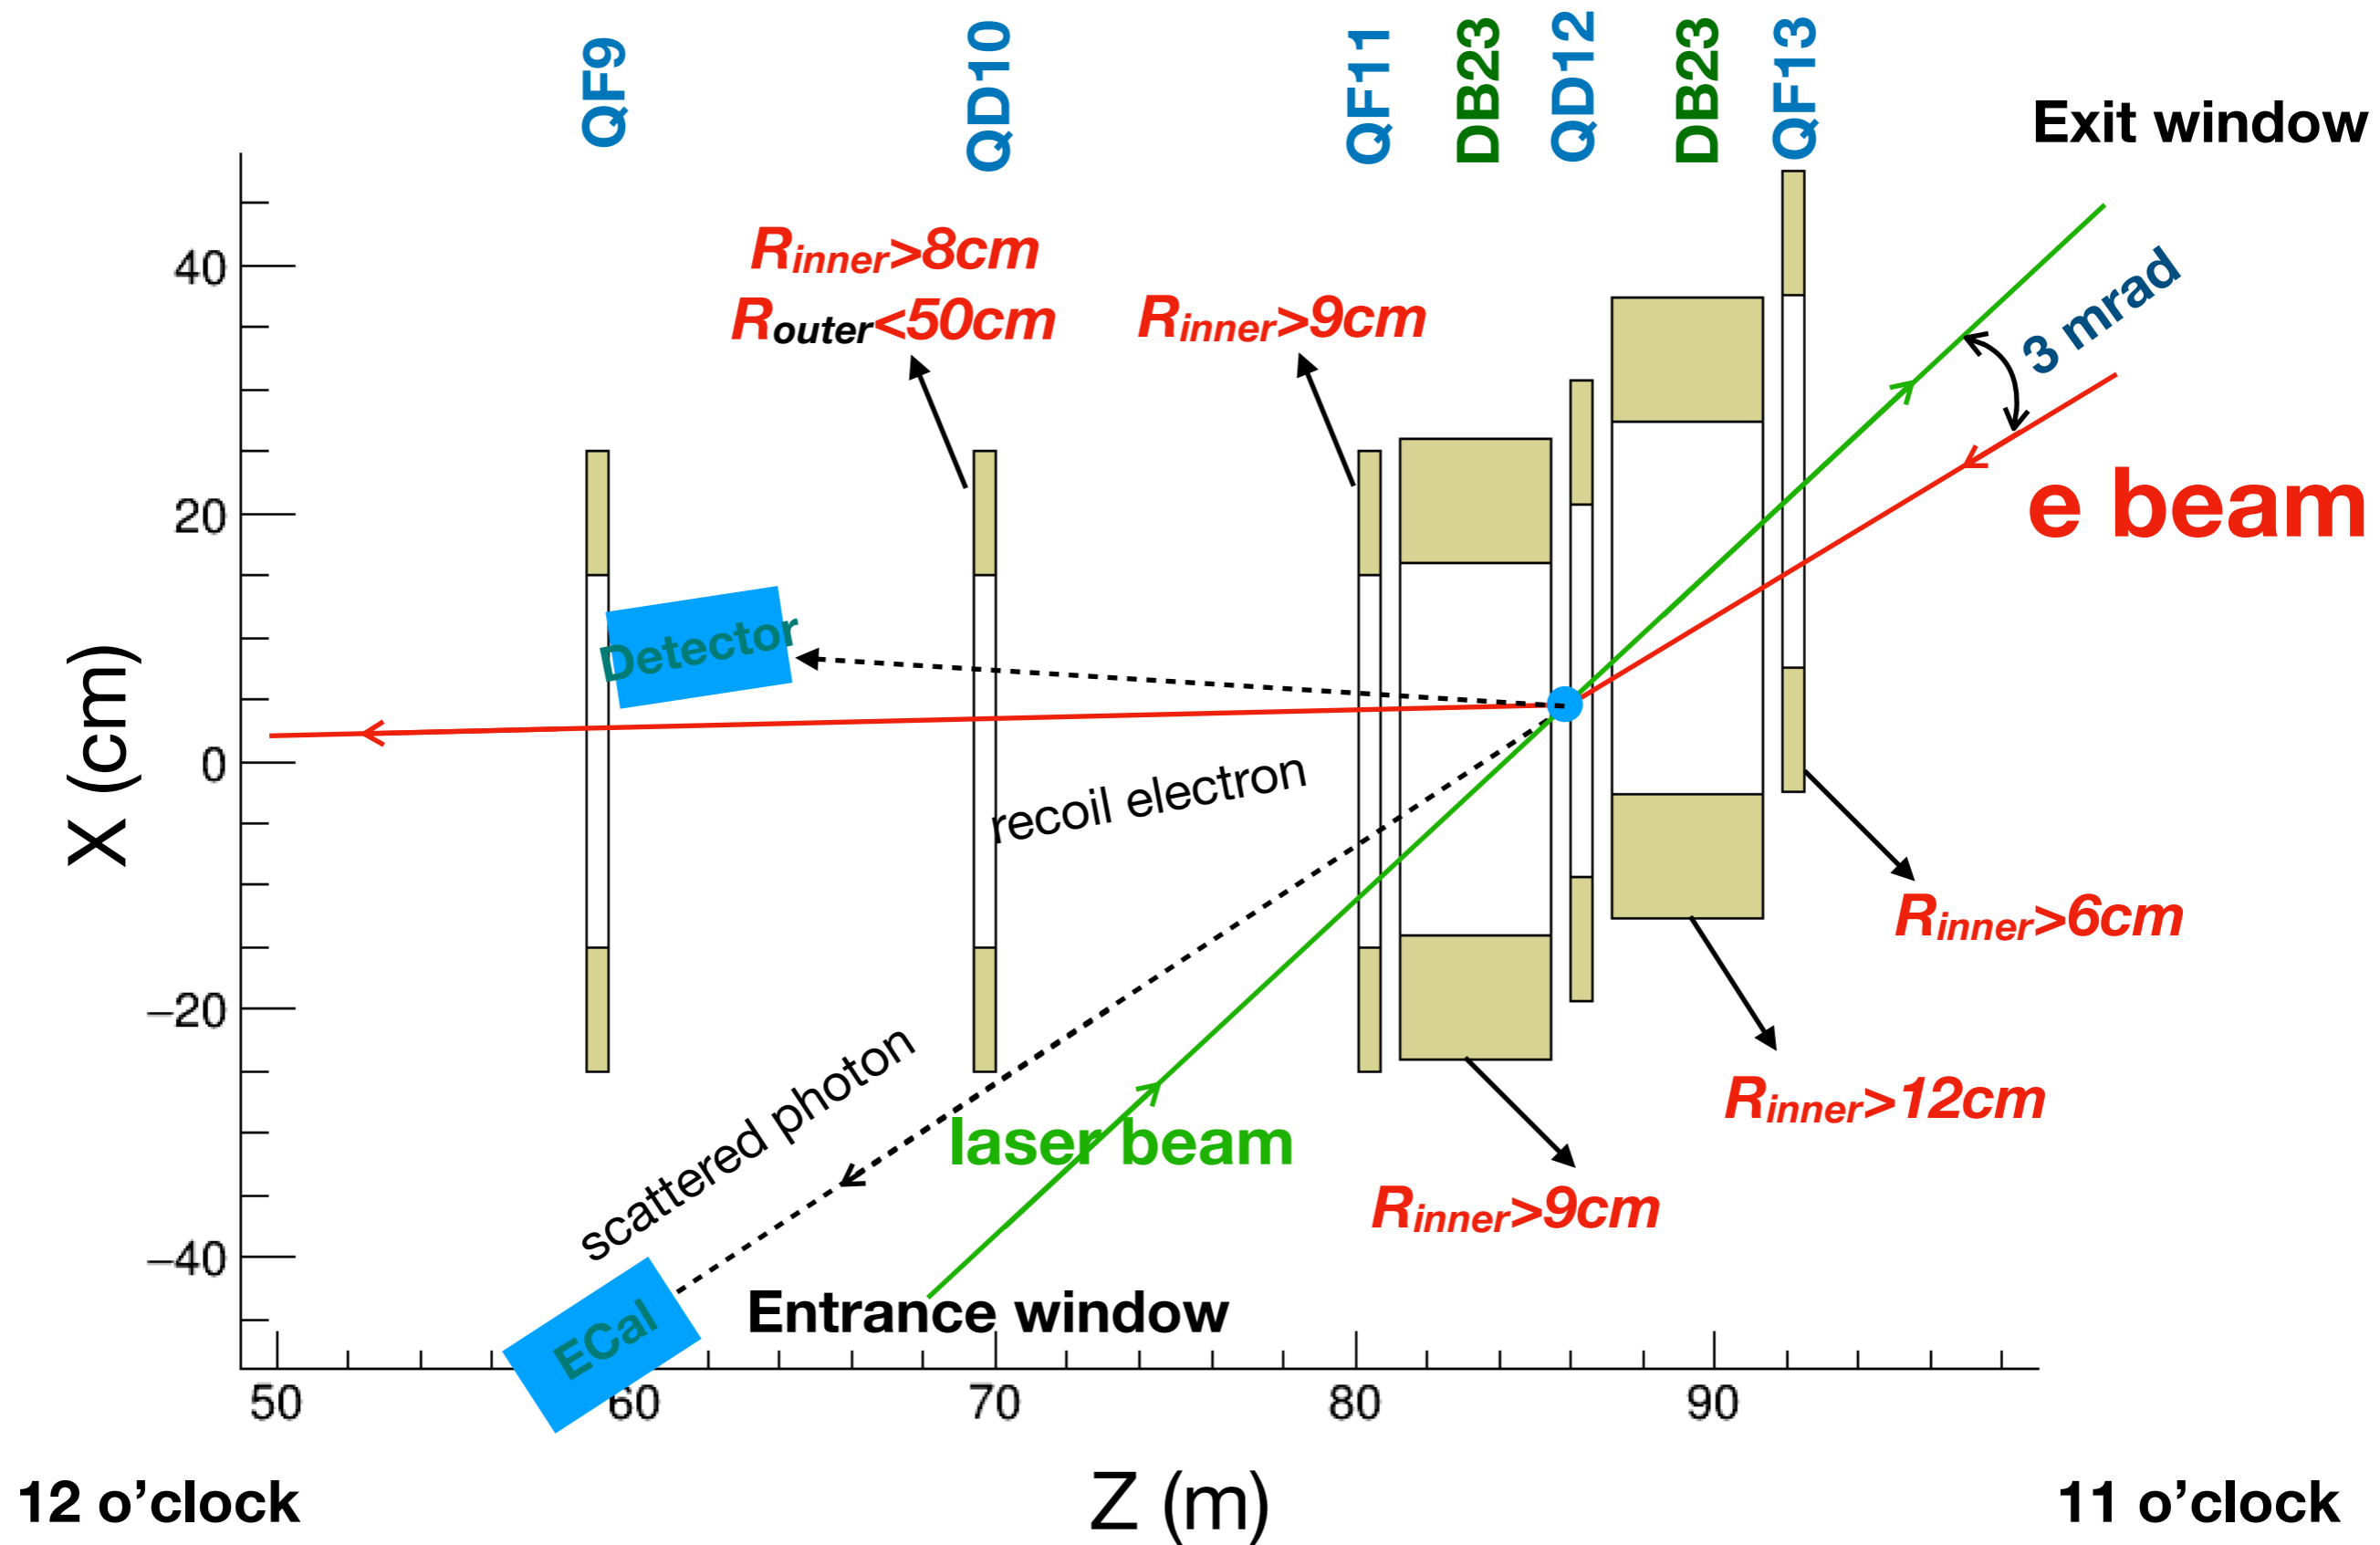 QF9
QD10
QF11
DB23
QD12
DB23
QF13
Exit window
Rinner>8cm
Router<50cm
Rinner>9cm
3 mrad
e beam
40
20
0
−20
−40
X (cm)
Detector
recoil electron
Rinner>6cm
scattered photon
laser beam
Rinner>12cm
Rinner>9cm
Entrance window
ECal
50
60
70
80
90
12 o’clock
Z (m)
11 o’clock